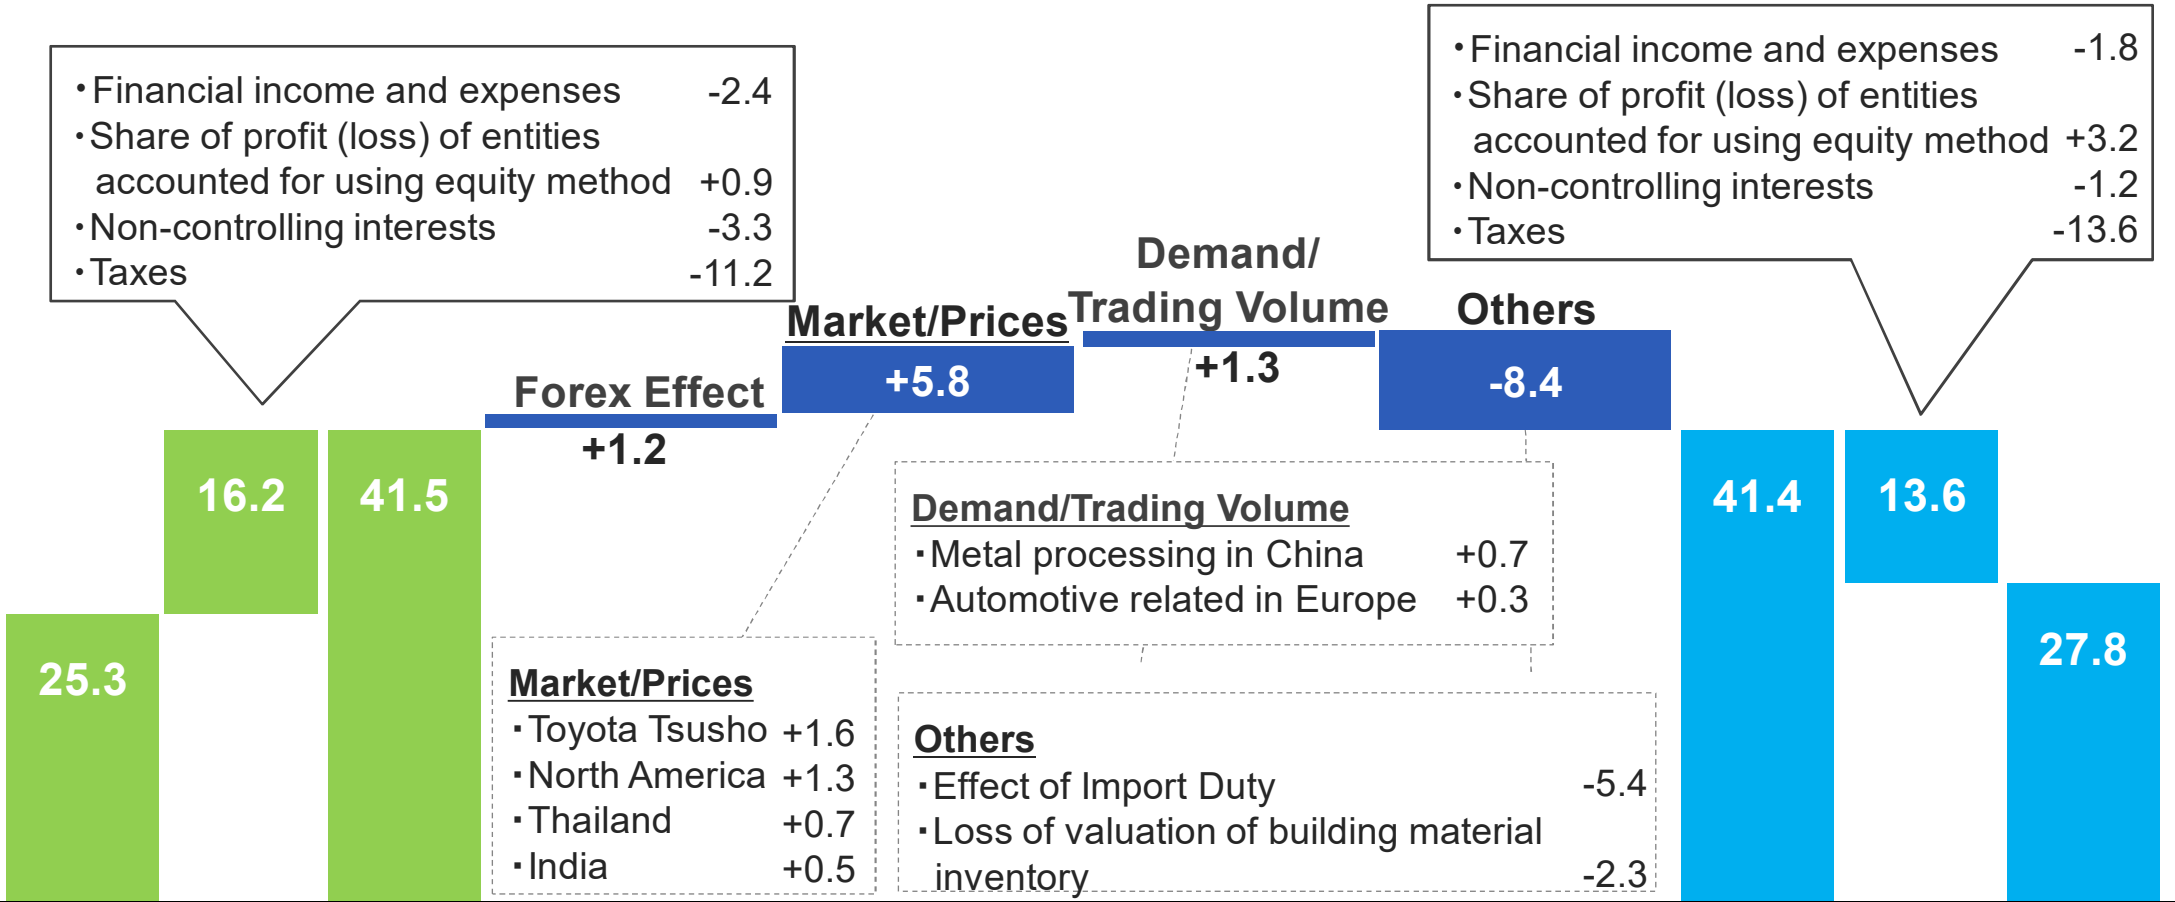 ・Financial income and expenses -2.4
・Share of profit (loss) of entities
accounted for using equity method +0.9
・Non-controlling interests -3.3
・Taxes -11.2
・Financial income and expenses -1.8
・Share of profit (loss) of entities
accounted for using equity method +3.2
・Non-controlling interests -1.2
・Taxes -13.6
Forex Effect
+1.2
Market/Prices
+5.8
Demand/
Trading Volume
+1.3
Others
-8.4
25.3
16.2
41.5
41.4
13.6
27.8
Market/Prices
・Toyota Tsusho +1.6
・North America +1.3
・Thailand +0.7
・India +0.5
Demand/Trading Volume
・Metal processing in China +0.7
・Automotive related in Europe +0.3
Others
・Effect of Import Duty -5.4
・Loss of valuation of building material
inventory -2.3